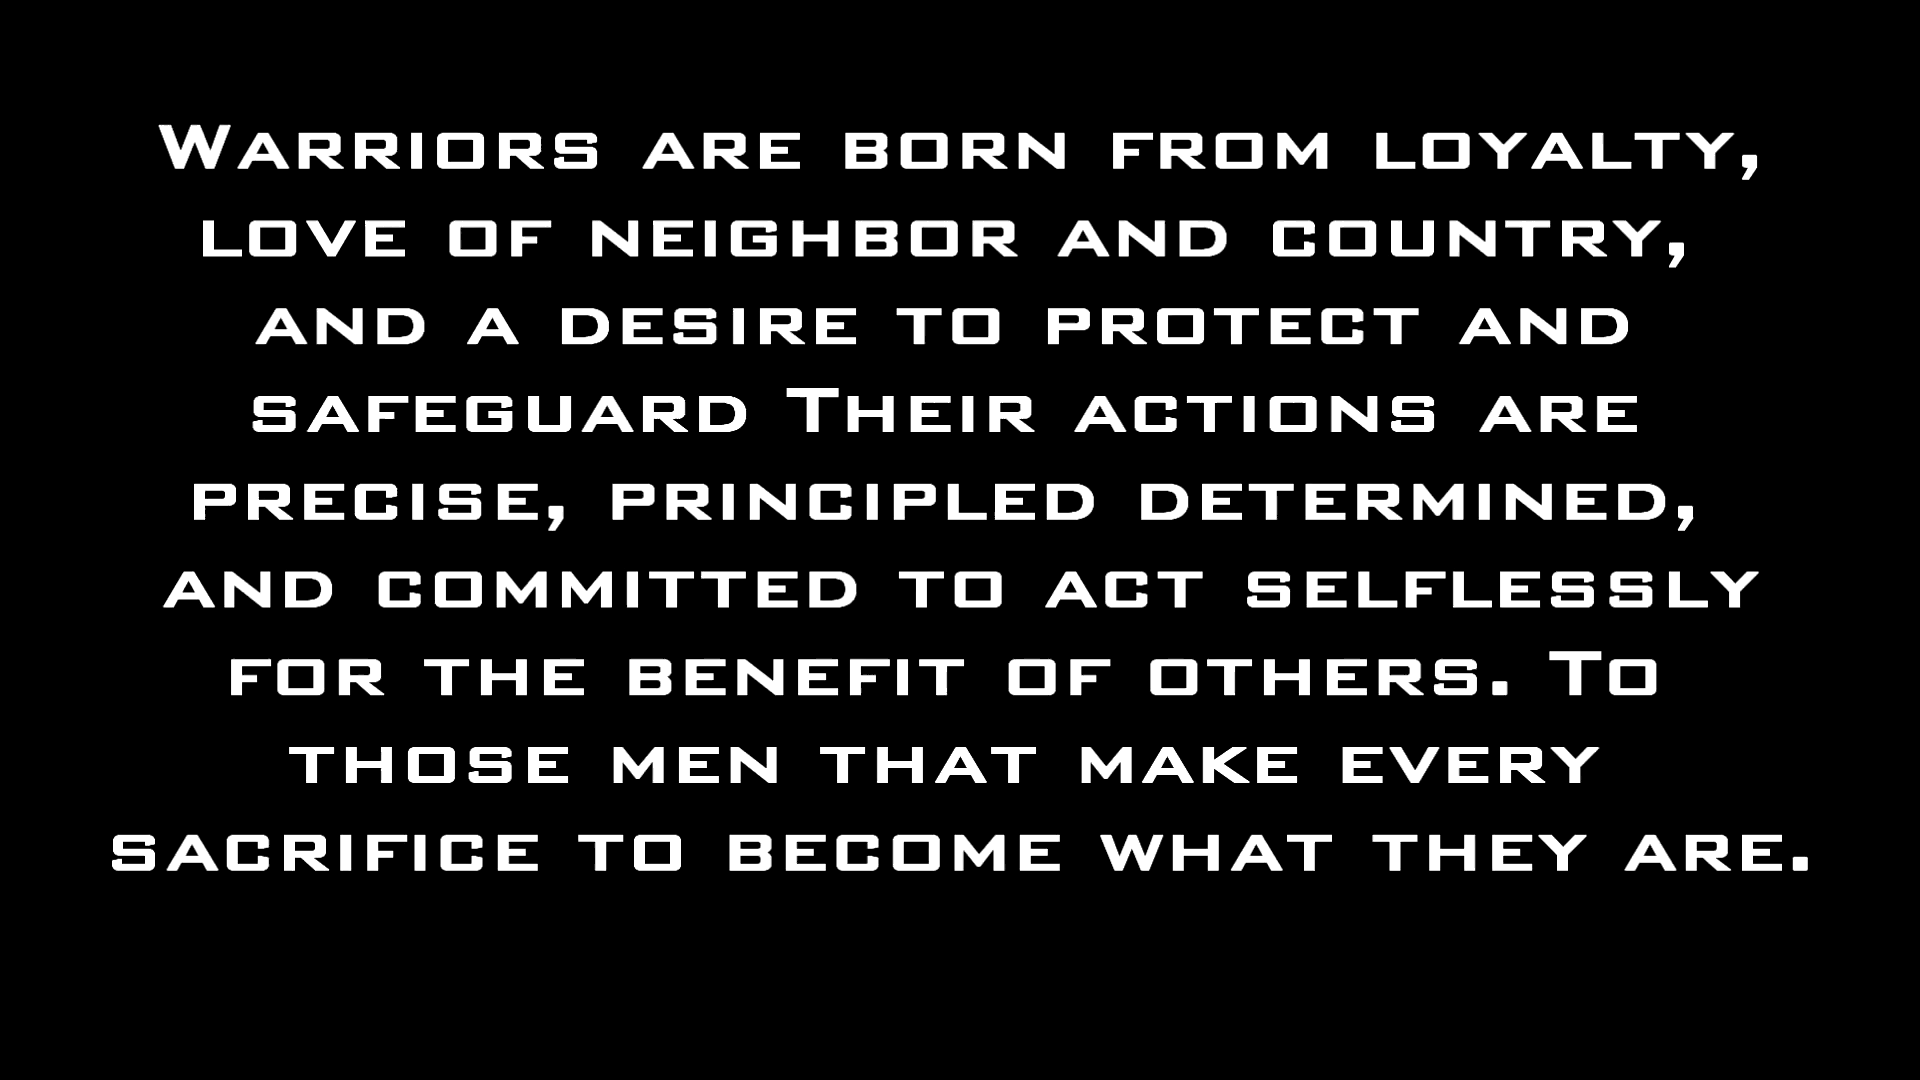 Warriors are born from loyalty,
love of neighbor and country,
and a desire to protect and
safeguard Their actions are
precise, principled determined,
and committed to act selflessly
for the benefit of others. To
those men that make every
sacrifice to become what they are.